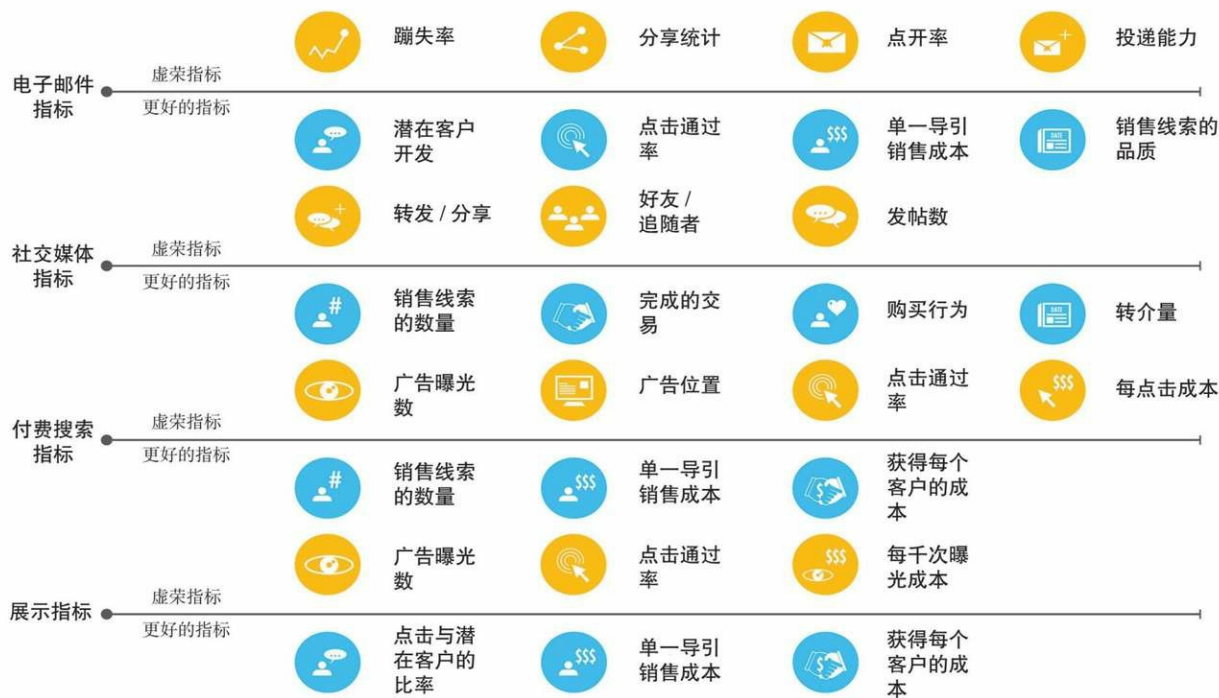 蹦失率
分享统计
点开率
投递能力
电子邮件
指标
虚荣指标
更好的指标
潜在客户
开发
点击通过
率
单一导引
销售成本
销售线索的
品质
转发 / 分享
好友 /
追随者
发帖数
社交媒体
指标
虚荣指标
更好的指标
#
销售线索
的数量
完成的交
易
购买行为
DATE
转介量
广告曝光
数
广告位置
点击通过
率
$$$
每点击成本
付费搜索
指标
虚荣指标
更好的指标
#
销售线索
的数量
$$$
单一导引
销售成本
$
获得每个
客户的成
本
广告曝光
数
点击通过
率
$$$
每千次曝
光成本
展示指标
虚荣指标
更好的指标
点击与潜
在客户的
比率
$$$
单一导引
销售成本
$
获得每个
客户的成
本